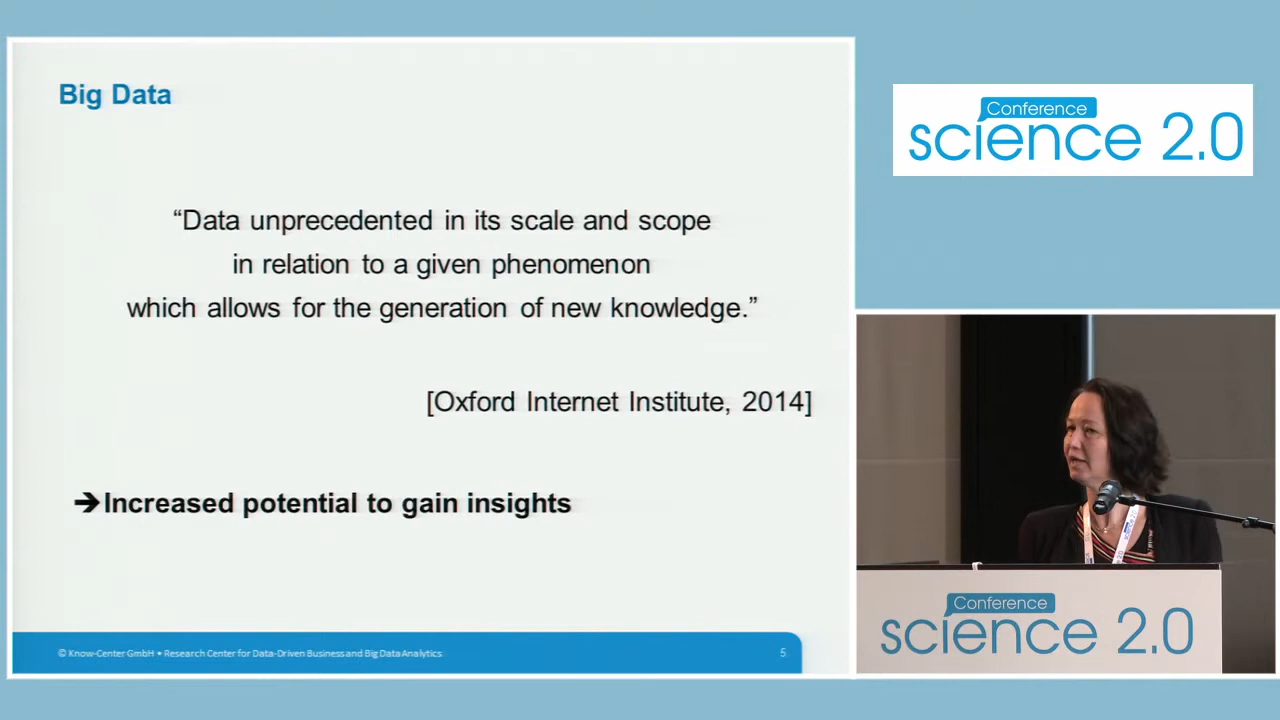 Big Data
“Data unprecedented in its scale and scope
in relation to a given phenomenon
which allows for the generation of new knowledge.”
[Oxford Internet Institute, 2014]
➔Increased potential to gain insights
© Know-Center GmbH • Research Center for Data-Driven Business and Big Data Analytics
5
Conference
science 2.0
Conference
science 2.0